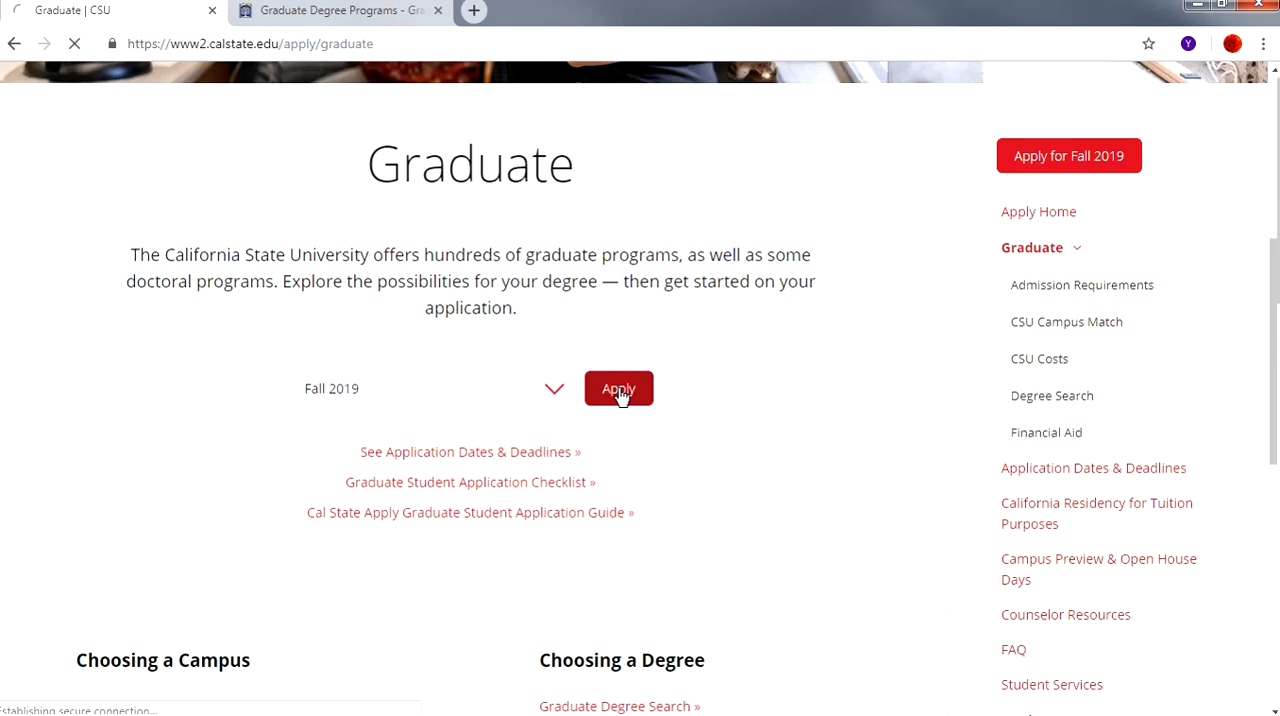 Graduate | CSU
Graduate Degree Programs - Gra
https://www2.calstate.edu/apply/graduate
Y
Graduate
The California State University offers hundreds of graduate programs, as well as some
doctoral programs. Explore the possibilities for your degree — then get started on your
application.
Fall 2019
Apply
See Application Dates & Deadlines »
Graduate Student Application Checklist »
Cal State Apply Graduate Student Application Guide »
Choosing a Campus
Choosing a Degree
Graduate Degree Search »
Apply for Fall 2019
Apply Home
Graduate
Admission Requirements
CSU Campus Match
CSU Costs
Degree Search
Financial Aid
Application Dates & Deadlines
California Residency for Tuition
Purposes
Campus Preview & Open House
Days
Counselor Resources
FAQ
Student Services
Establishing secure connection...